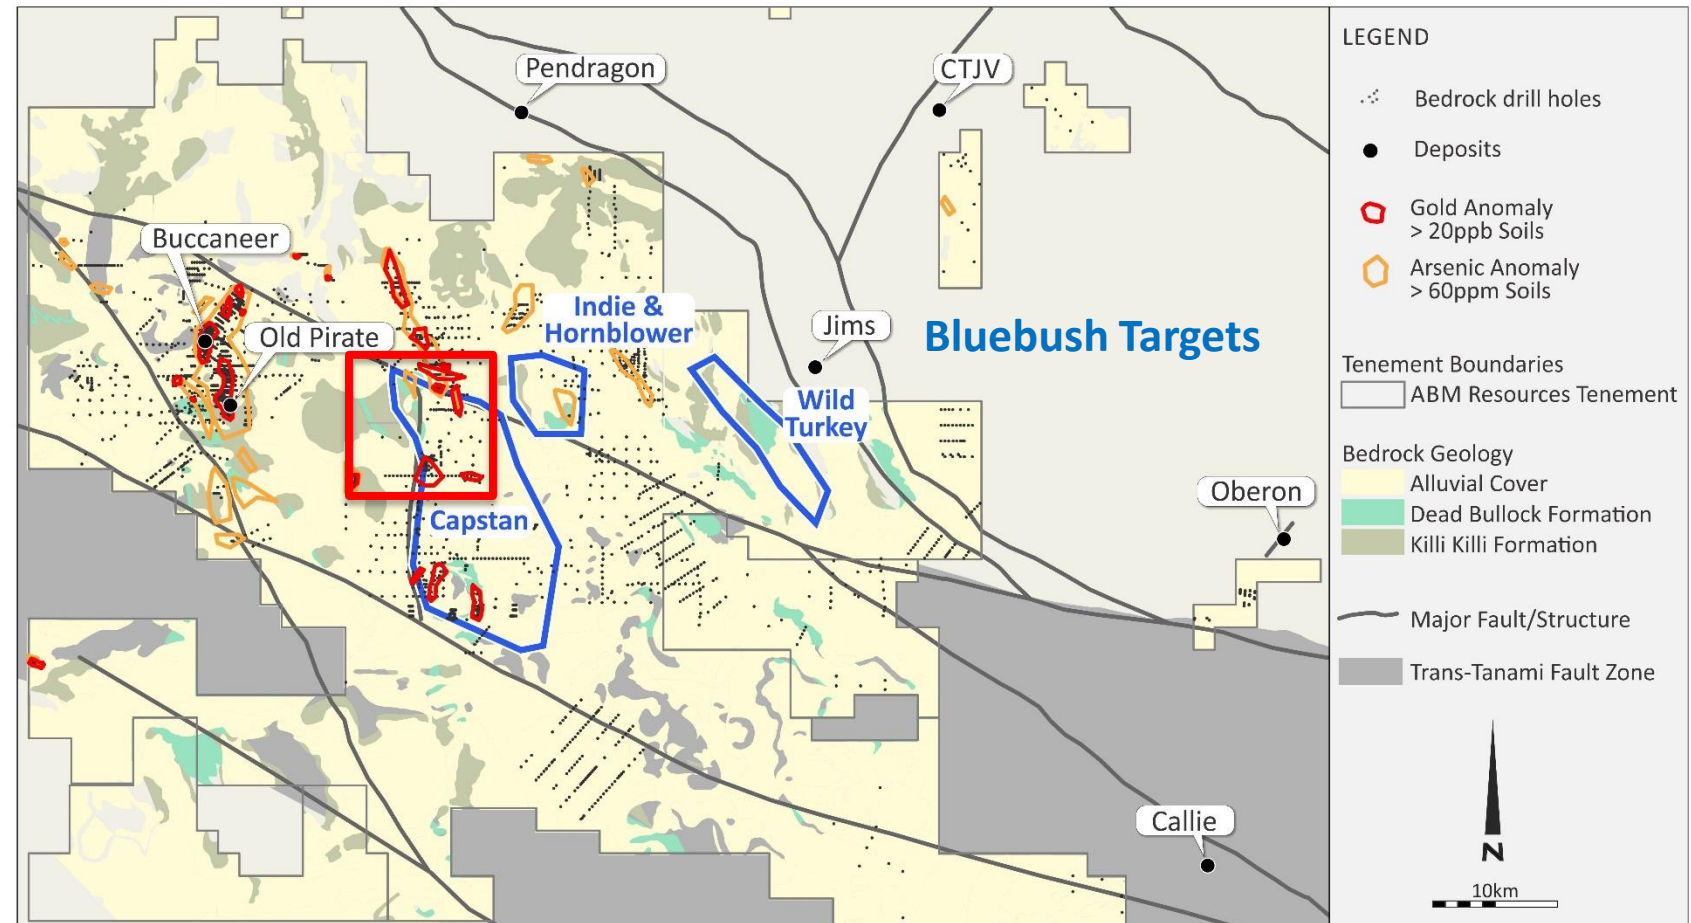 Pendragon
CTJV
Buccaneer
Old Pirate
Indie &
Hornblower
Jims
Bluebush Targets
Wild
Turkey
Capstan
Oberon
Callie
LEGEND
Bedrock drill holes
Deposits
Gold Anomaly
> 20ppb Soils
Arsenic Anomaly
> 60ppm Soils
Tenement Boundaries
ABM Resources Tenement
Bedrock Geology
Alluvial Cover
Dead Bullock Formation
Killi Killi Formation
Major Fault/Structure
Trans-Tanami Fault Zone
N
10km